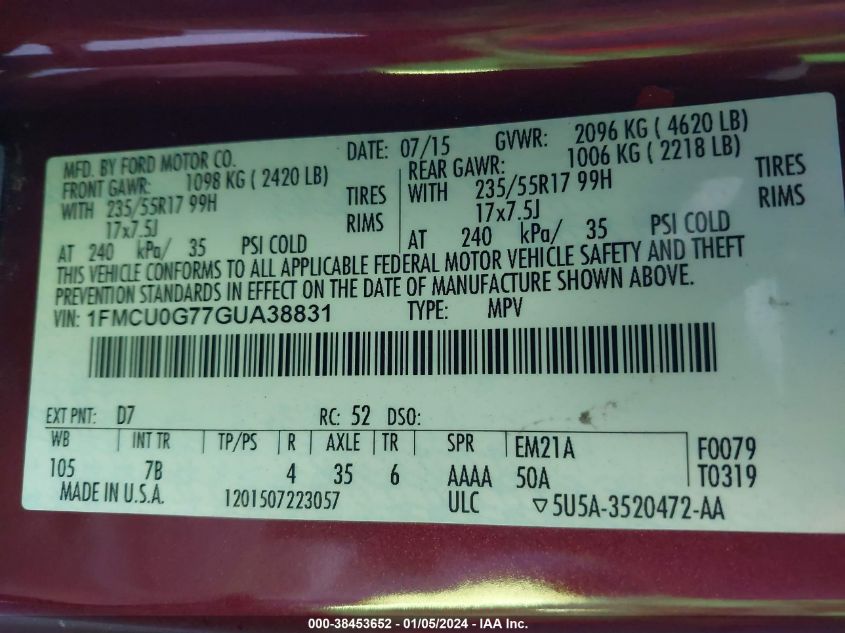 MFD. BY FORD MOTOR CO. DATE: 07/15 GVWR: 2096 KG ( 4620 LB)
FRONT GAWR: 1098 KG ( 2420 LB) REAR GAWR: 1006 KG ( 2218 LB)
WITH 235/55R17 99H TIRES WITH 235/55R17 99H TIRES
17x7.5J RIMS 17x7.5J RIMS
AT 240 kPa/ 35 PSI COLD AT 240 kPa/ 35 PSI COLD
THIS VEHICLE CONFORMS TO ALL APPLICABLE FEDERAL MOTOR VEHICLE SAFETY AND THEFT
PREVENTION STANDARDS IN EFFECT ON THE DATE OF MANUFACTURE SHOWN ABOVE.
VIN: 1FMCU0G77GUA38831 TYPE: MPV
EXT PNT: D7 RC: 52 DSO:
WB INT TR TP/PS R AXLE TR SPR EM21A F0079
105 7B 4 35 6 AAAA 50A T0319
MADE IN U.S.A. 1201507223057 ULC ▽5U5A-3520472-AA
000-38453652 - 01/05/2024 - IAA Inc.